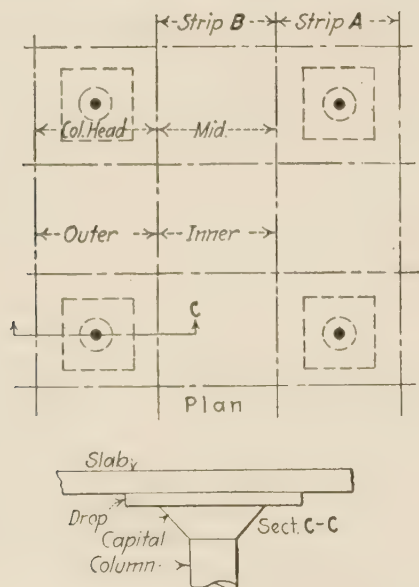 Strip B Strip A
Col. Head Mid.
Outer Inner
C
Plan
Slab
Drop Sect. C-C
Capital
Column